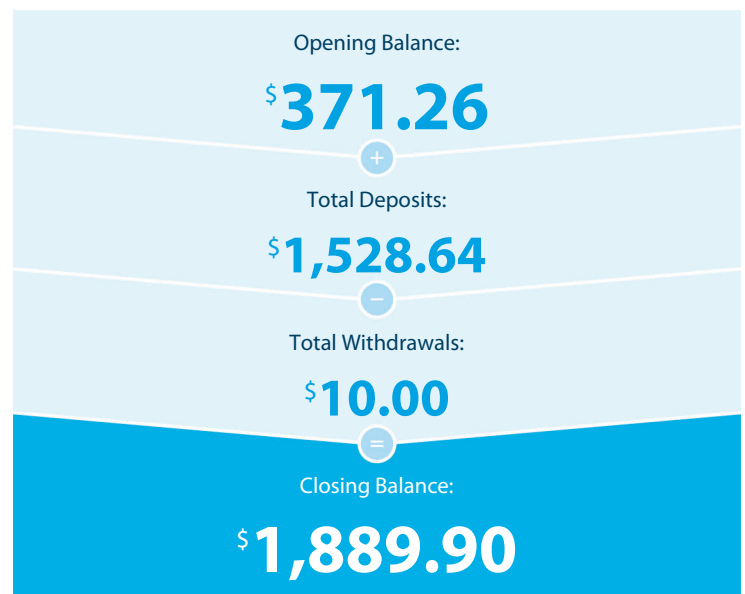 Opening Balance:
$371.26
+
Total Deposits:
$1,528.64
−
Total Withdrawals:
$10.00
=
Closing Balance:
$1,889.90